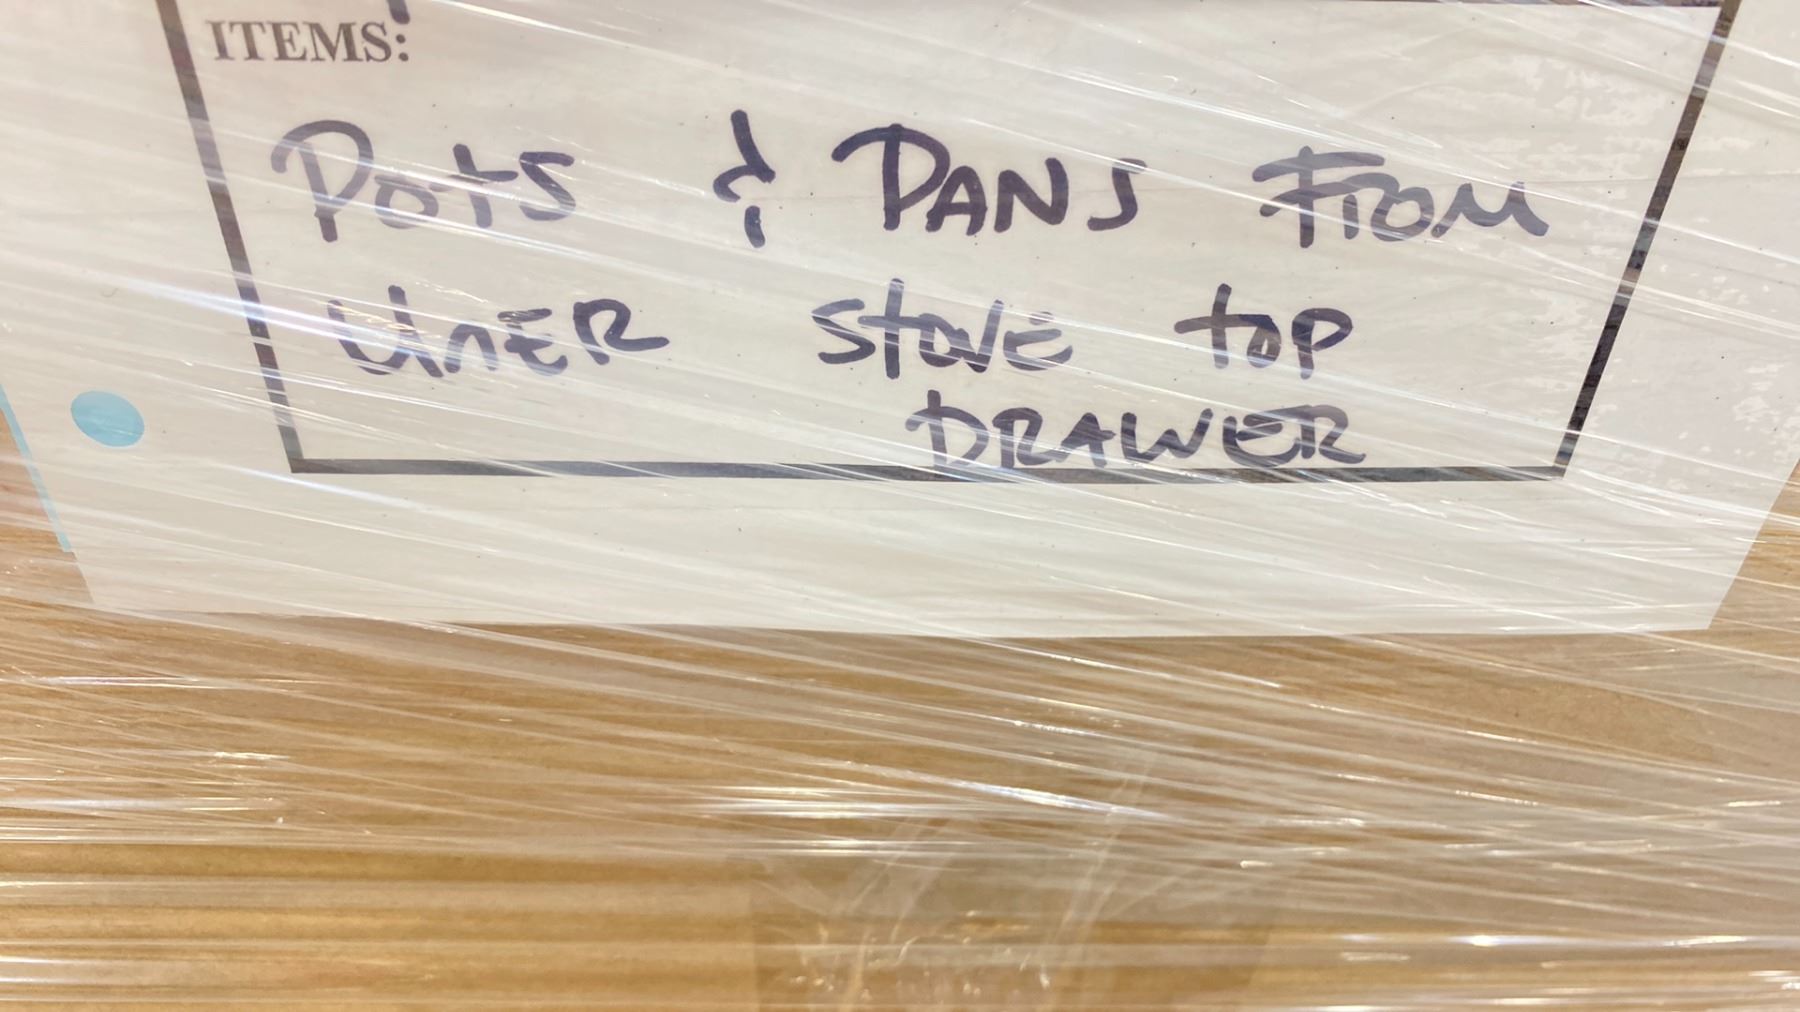 ITEMS:
Pots & PANS From
UnER stovE top
DRAWER